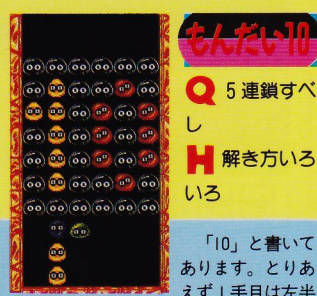 もんだい10
Q 5連鎖すべ
し
H 解き方いろ
いろ
「10」と書いて
あります。とりあ
えず1手目は左半